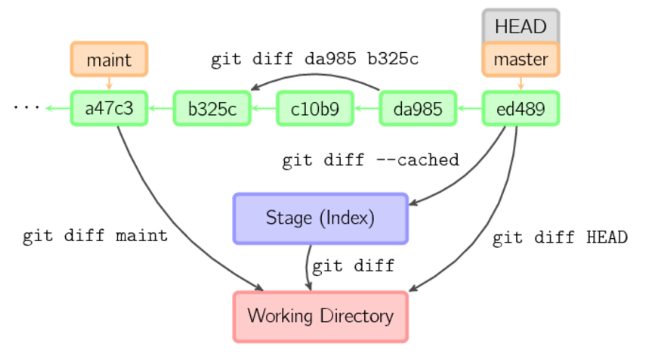 HEAD
maint
git diff da985 b325c
master
...
a47c3
b325c
c10b9
da985
ed489
git diff --cached
Stage (Index)
git diff maint
git diff HEAD
git diff
Working Directory